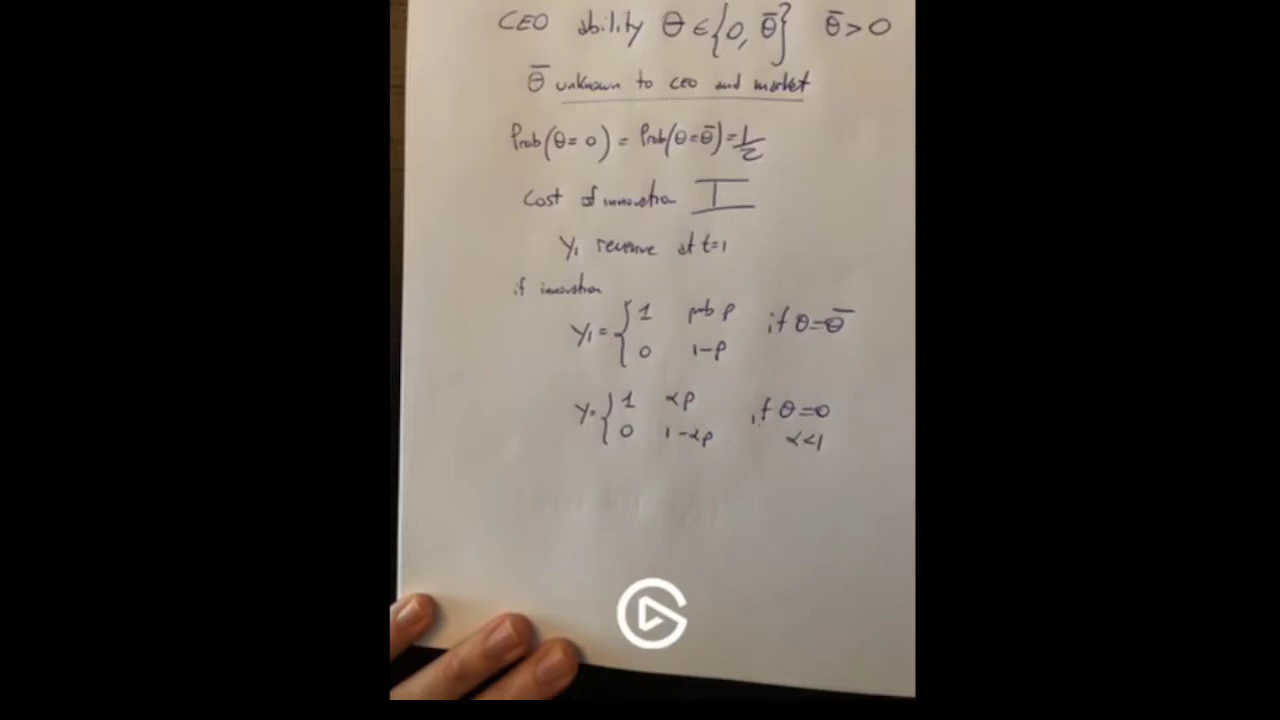 CEO ability θ ∈ {0, θ̄} θ̄ > 0
θ̄ unknown to CEO and market
Prob(θ = 0) = Prob(θ = θ̄) = 1/2
Cost of innovation I
y₁ revenue at t=1
if innovation
y₁ = { 1 prob p if θ = θ̄
0 1-p
y₁ = { 1 αp if θ = 0
0 1-αp α<1